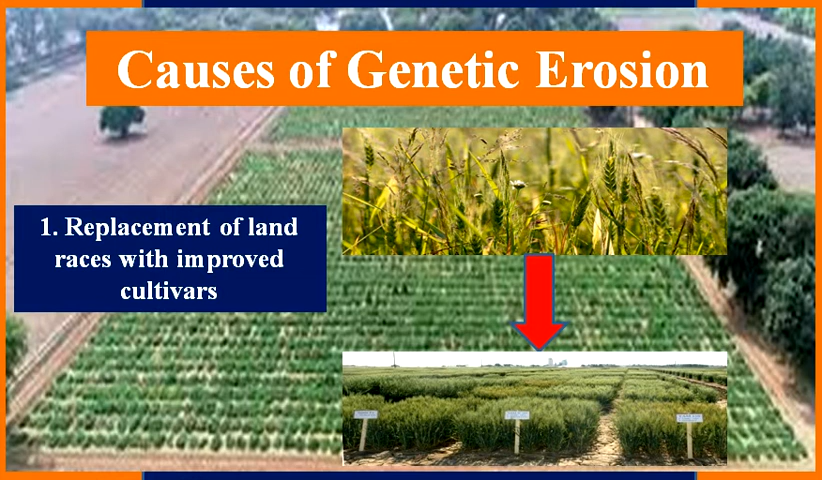 Causes of Genetic Erosion
1. Replacement of land
races with improved
cultivars